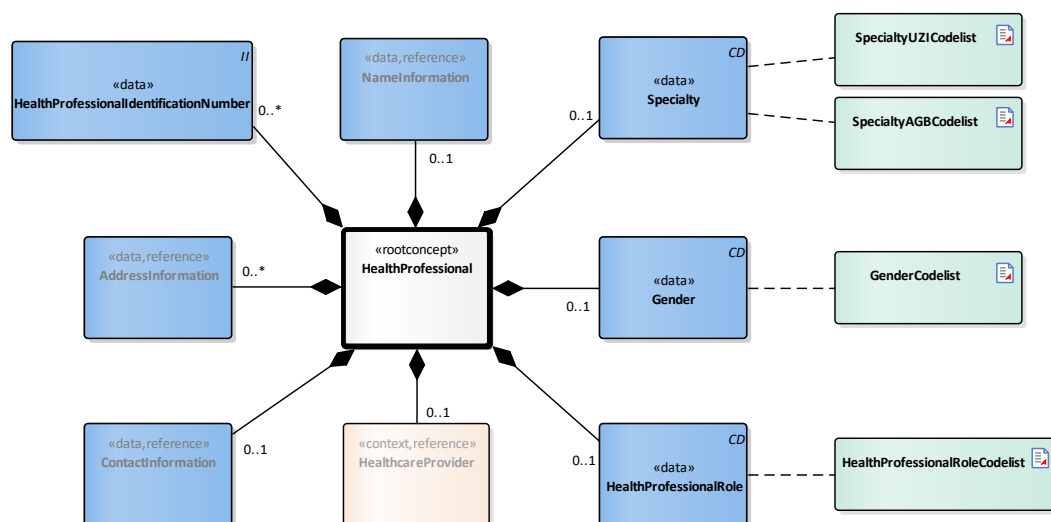 II
«data»
HealthProfessionalIdentificationNumber
0..*
«data,reference»
NameInformation
0..1
CD
«data»
Specialty
0..1
SpecialtyUZICodelist
SpecialtyAGBCodelist
«data,reference»
AddressInformation
0..*
«rootconcept»
HealthProfessional
CD
«data»
Gender
0..1
GenderCodelist
«data,reference»
ContactInformation
0..1
«context,reference»
HealthcareProvider
0..1
CD
«data»
HealthProfessionalRole
0..1
HealthProfessionalRoleCodelist